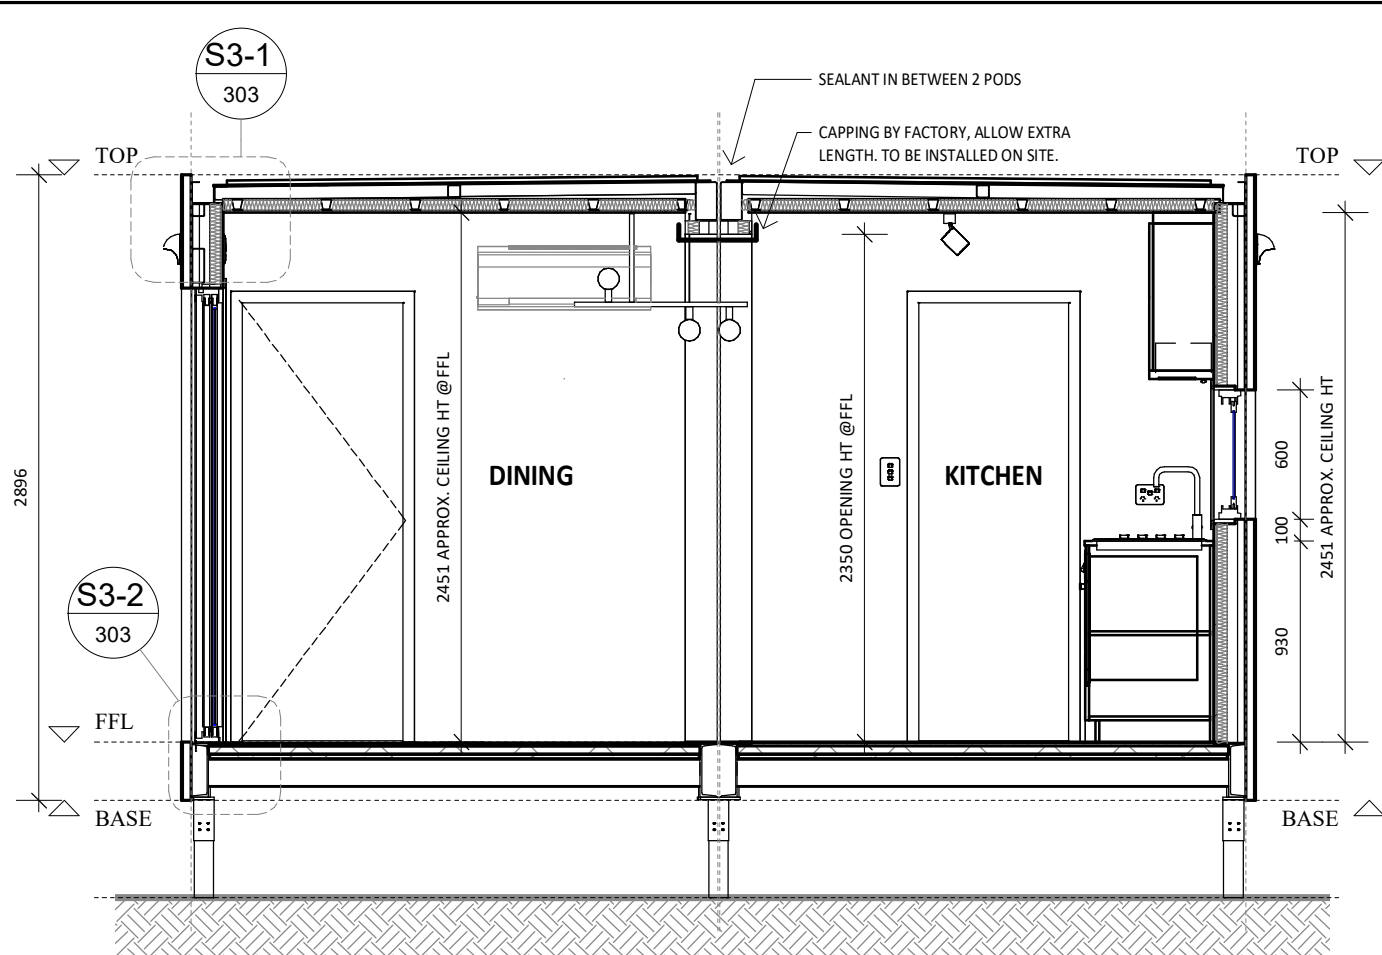 S3-1
303
SEALANT IN BETWEEN 2 PODS
CAPPING BY FACTORY, ALLOW EXTRA
LENGTH. TO BE INSTALLED ON SITE.
TOP
TOP
2896
2451 APPROX. CEILING HT @FFL
DINING
2350 OPENING HT @FFL
KITCHEN
600
100
930
2451 APPROX. CEILING HT
S3-2
303
FFL
BASE
BASE